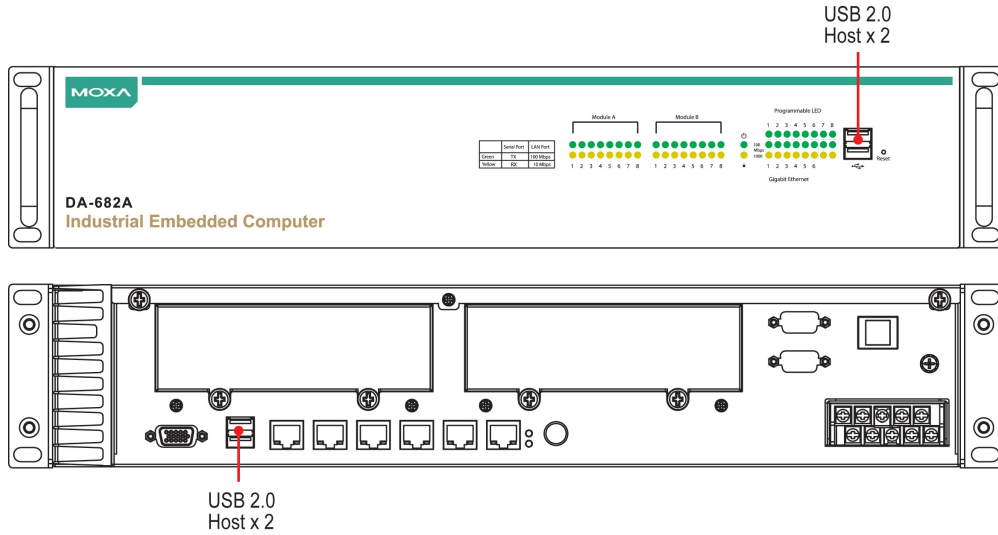 USB 2.0
Host x 2
MOXA
Programmable LED
Module A Module B
1 2 3 4 5 6 7 8
Serial Port LAN Port
Green TX 100 Mbps
Yellow RX 10 Mbps
100
Mbps
1000
1 2 3 4 5 6 7 8 1 2 3 4 5 6 7 8 1 2 3 4 5 6
Reset
Gigabit Ethernet
DA-682A
Industrial Embedded Computer
USB 2.0
Host x 2